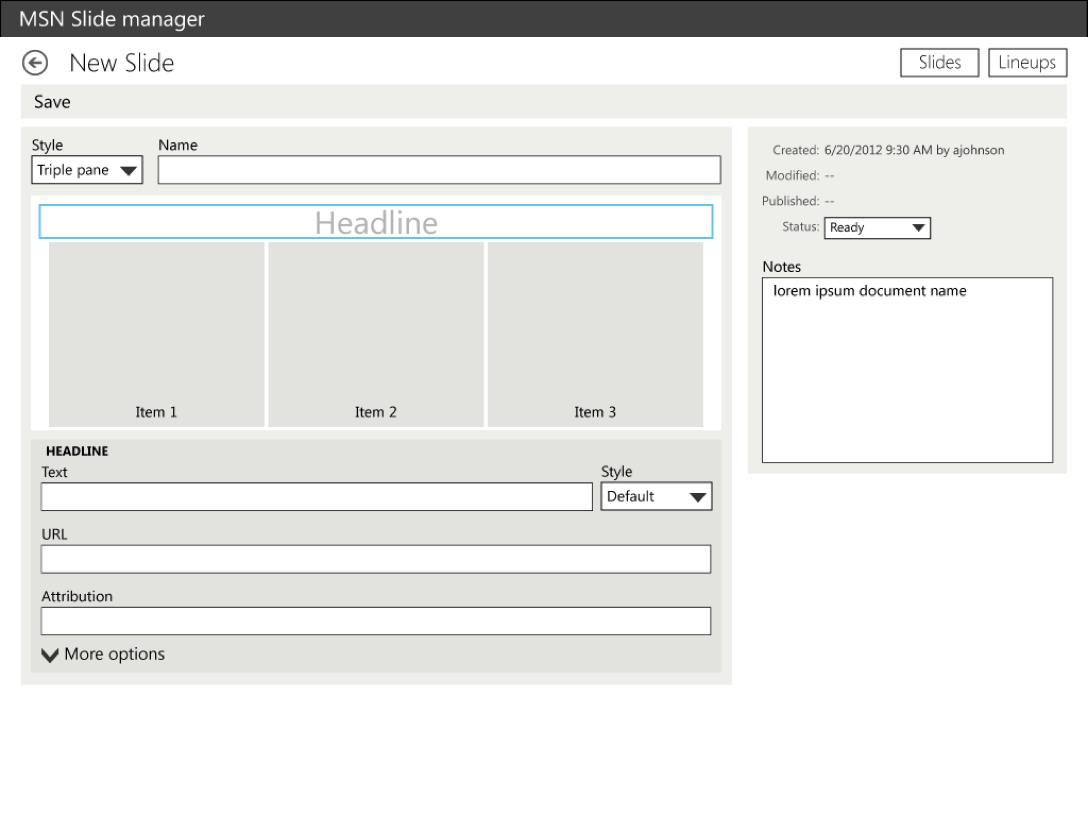 MSN Slide manager
New Slide
Slides
Lineups
Save
Style
Name
Triple pane
Headline
Item 1
Item 2
Item 3
HEADLINE
Text
Style
Default
URL
Attribution
More options
Created: 6/20/2012 9:30 AM by ajohnson
Modified: --
Published: --
Status: Ready
Notes
lorem ipsum document name